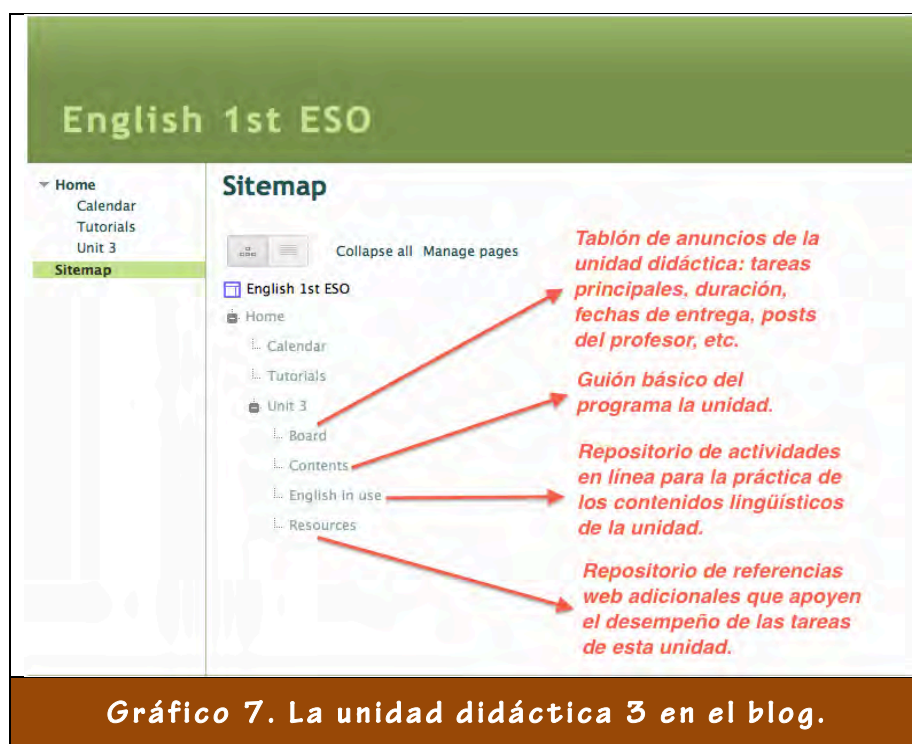 English 1st ESO
Home
Calendar
Tutorials
Unit 3
Sitemap
Sitemap
Collapse all Manage pages
English 1st ESO
Home
Calendar
Tutorials
Unit 3
Board
Contents
English in use
Resources
Tablón de anuncios de la
unidad didáctica: tareas
principales, duración,
fechas de entrega, posts
del profesor, etc.
Guión básico del
programa la unidad.
Repositorio de actividades
en línea para la práctica de
los contenidos lingüísticos
de la unidad.
Repositorio de referencias
web adicionales que apoyen
el desempeño de las tareas
de esta unidad.
Gráfico 7. La unidad didáctica 3 en el blog.